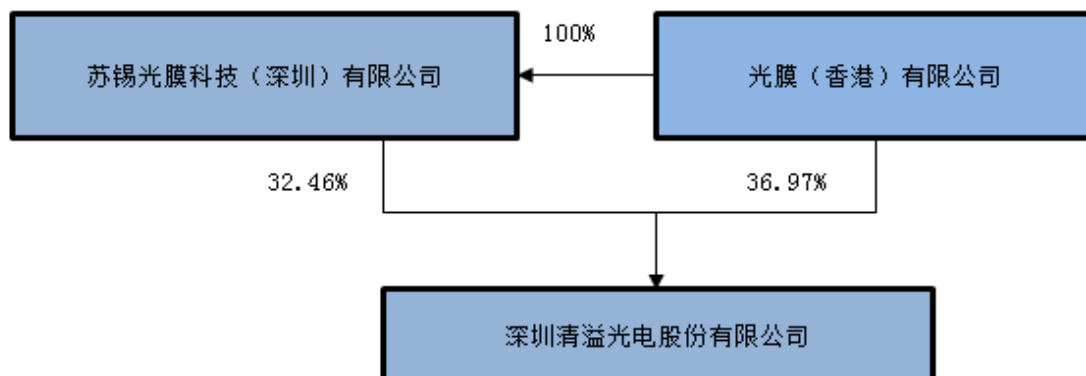 100%
苏锡光膜科技（深圳）有限公司
光膜（香港）有限公司
32.46%
36.97%
深圳清溢光电股份有限公司